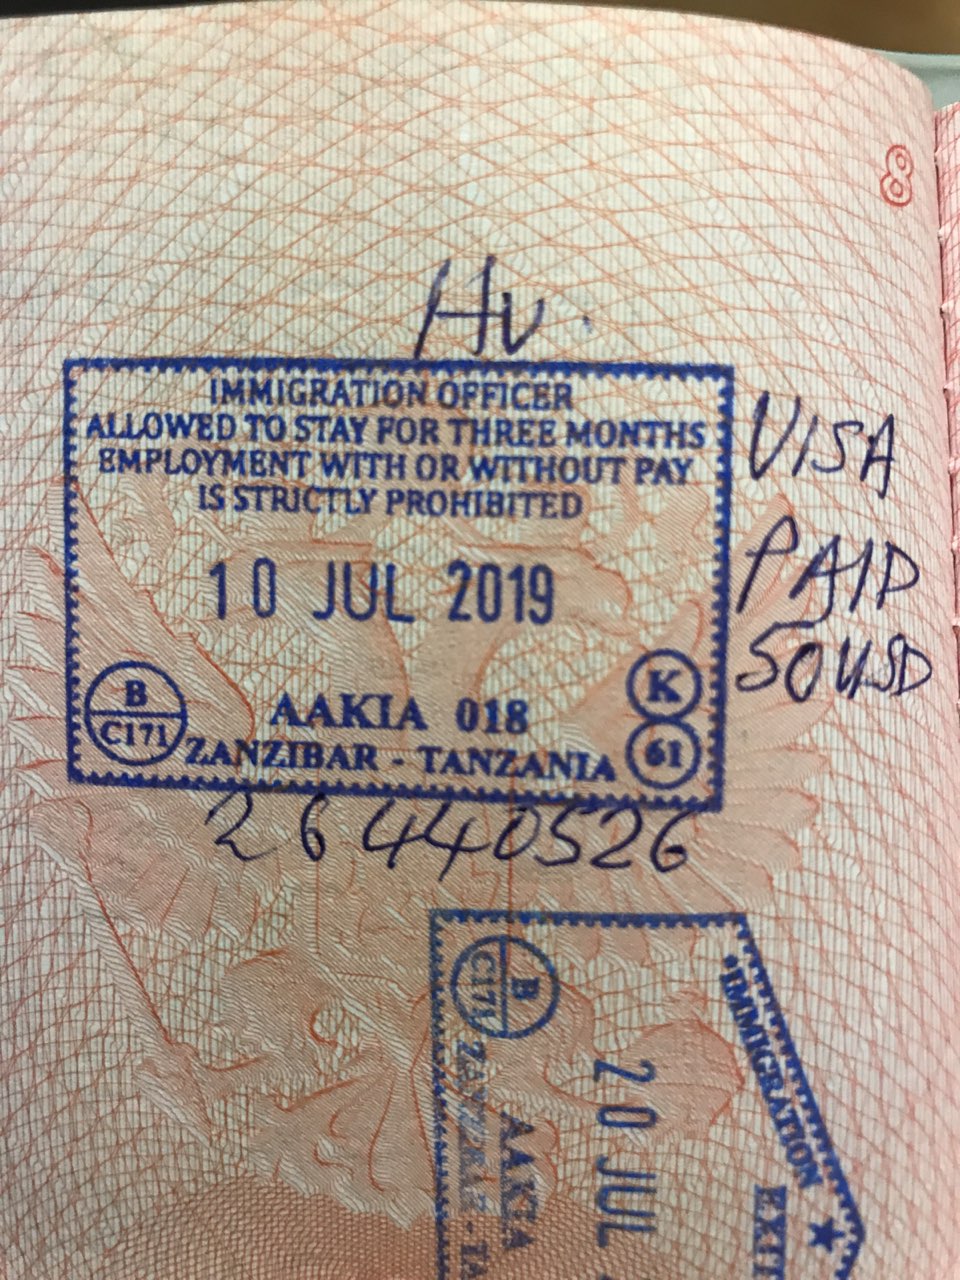 8
Hv.
IMMIGRATION OFFICER
ALLOWED TO STAY FOR THREE MONTHS
EMPLOYMENT WITH OR WITHOUT PAY
IS STRICTLY PROHIBITED
10 JUL 2019
B
C171
AAKIA 018
ZANZIBAR - TANZANIA
K
61
VISA
PAID
50 USD
26440526
IMMIGRATION
EXIT
20 JUL
AAKIA
B
C171
ZANZIBAR - TA